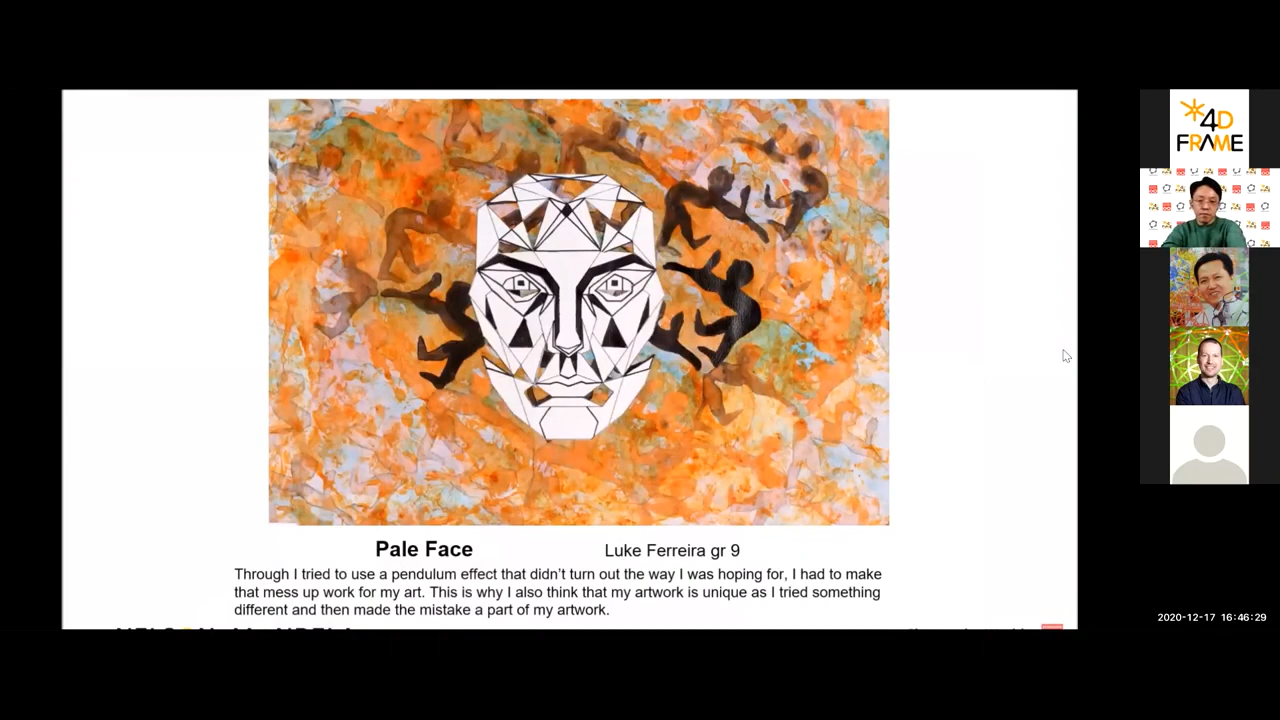 4D
FRAME
Pale Face
Luke Ferreira gr 9
Through I tried to use a pendulum effect that didn't turn out the way I was hoping for, I had to make
that mess up work for my art. This is why I also think that my artwork is unique as I tried something
different and then made the mistake a part of my artwork.
2020-12-17 16:46:29